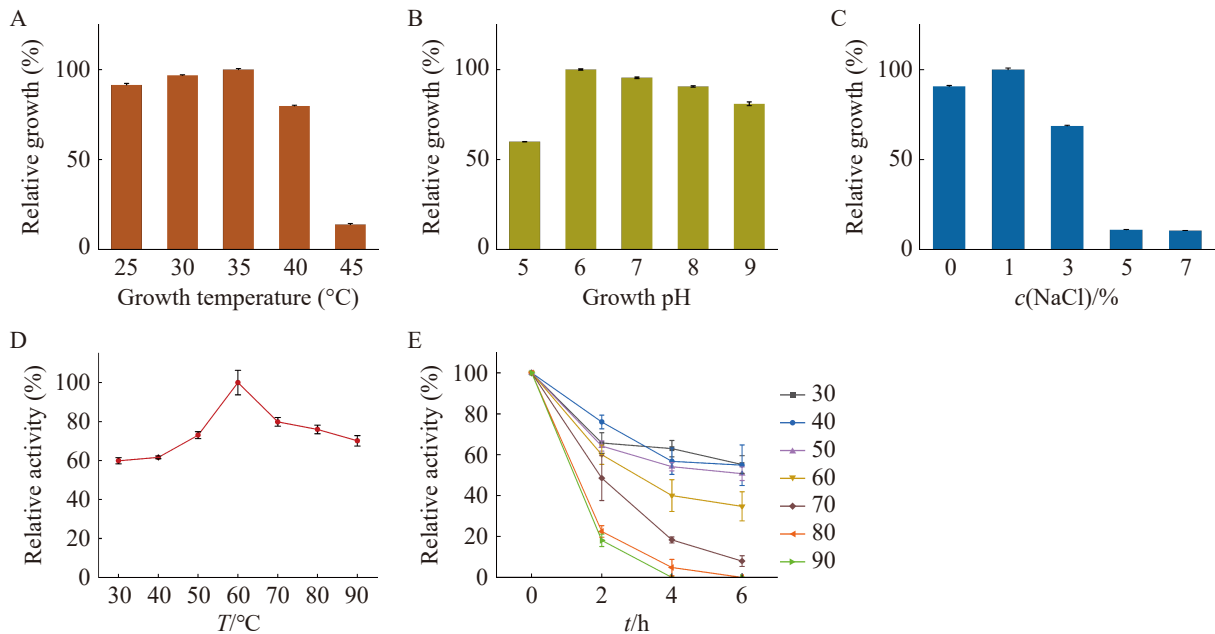 A
Relative growth (%)
100
50
0
25 30 35 40 45
Growth temperature (°C)
B
Relative growth (%)
100
50
0
5 6 7 8 9
Growth pH
C
Relative growth (%)
100
50
0
0 1 3 5 7
c(NaCl)/%
D
Relative activity (%)
100
80
60
40
20
0
30 40 50 60 70 80 90
T/°C
E
Relative activity (%)
100
80
60
40
20
0
0 2 4 6
t/h
30
40
50
60
70
80
90